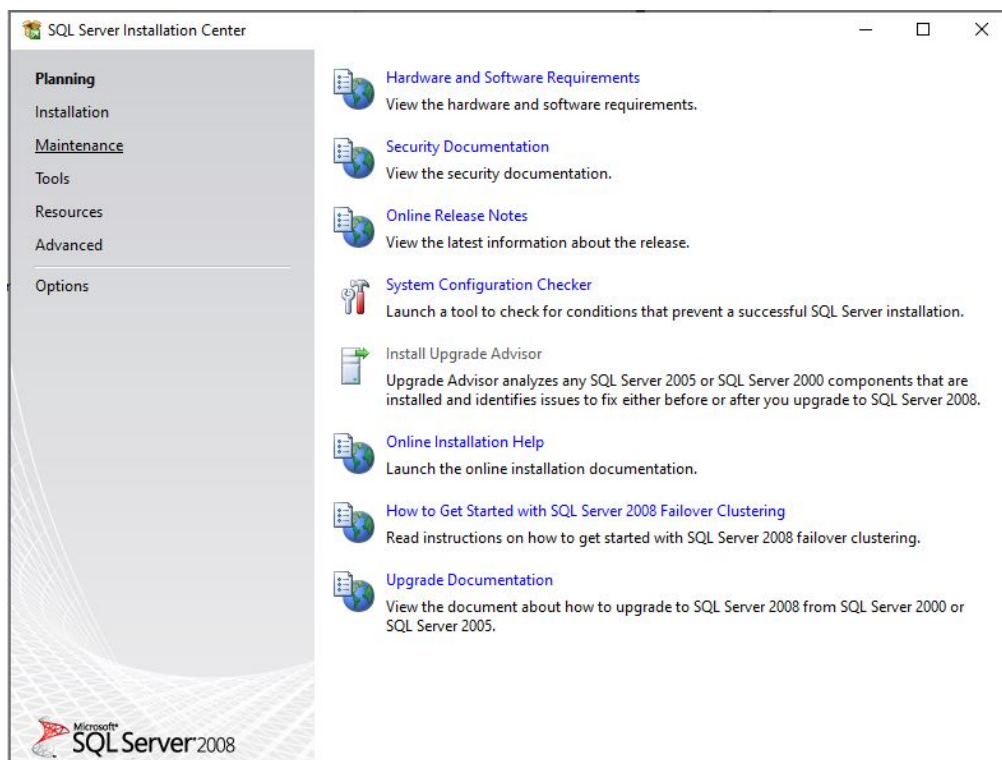 SQL Server Installation Center
Planning
Installation
Maintenance
Tools
Resources
Advanced
Options
Hardware and Software Requirements
View the hardware and software requirements.
Security Documentation
View the security documentation.
Online Release Notes
View the latest information about the release.
System Configuration Checker
Launch a tool to check for conditions that prevent a successful SQL Server installation.
Install Upgrade Advisor
Upgrade Advisor analyzes any SQL Server 2005 or SQL Server 2000 components that are
installed and identifies issues to fix either before or after you upgrade to SQL Server 2008.
Online Installation Help
Launch the online installation documentation.
How to Get Started with SQL Server 2008 Failover Clustering
Read instructions on how to get started with SQL Server 2008 failover clustering.
Upgrade Documentation
View the document about how to upgrade to SQL Server 2008 from SQL Server 2000 or
SQL Server 2005.
Microsoft®
SQL Server 2008